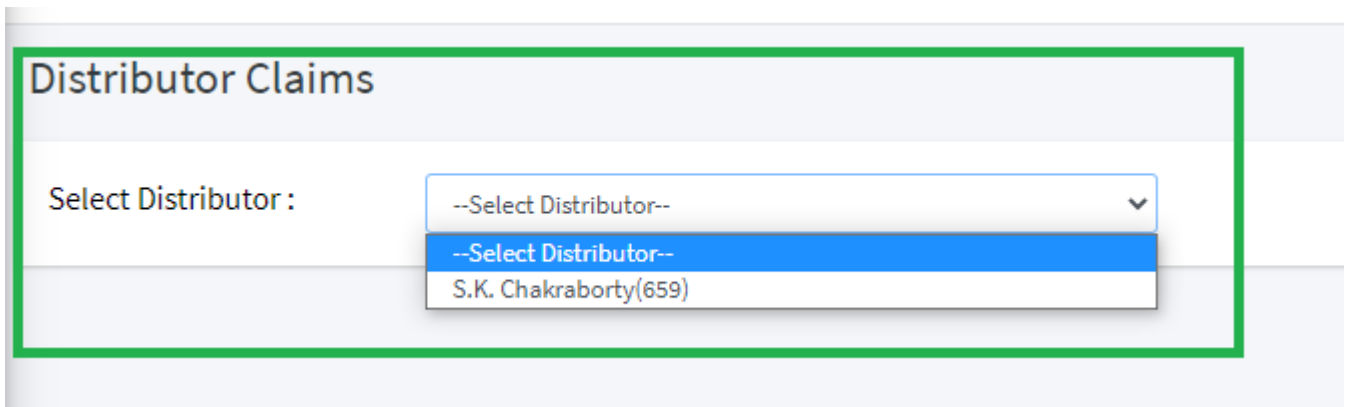 Distributor Claims
Select Distributor :
--Select Distributor--
--Select Distributor--
S.K. Chakraborty(659)